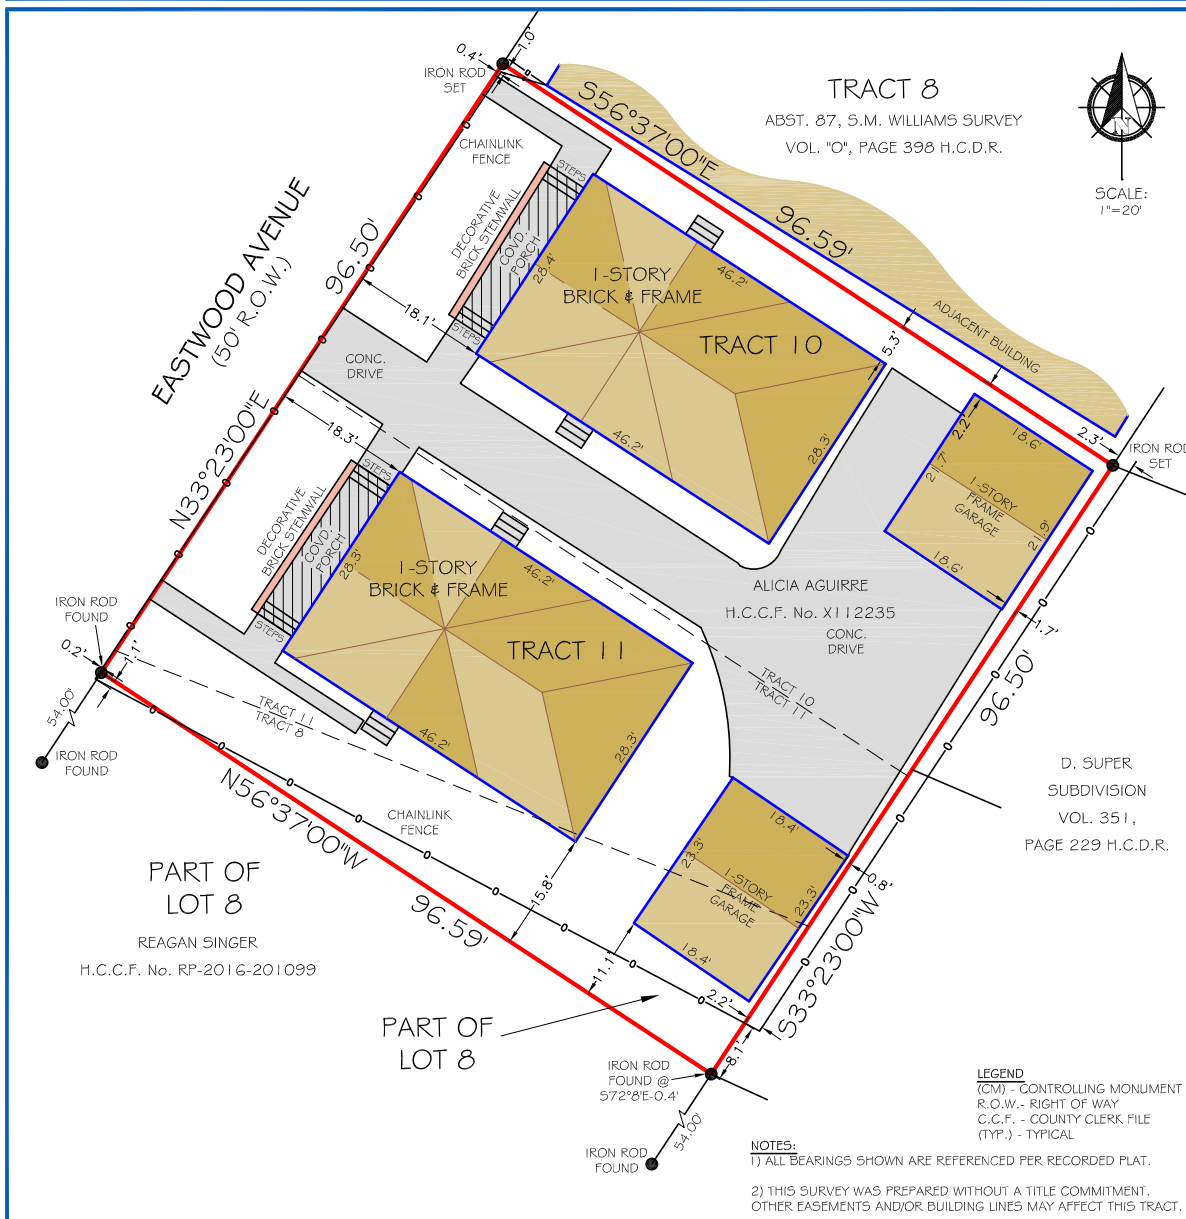 TRACT 8
ABST. 87, S.M. WILLIAMS SURVEY
VOL. "O", PAGE 398 H.C.D.R.
N
SCALE:
1"=20'
0.4'
1.0'
IRON ROD
SET
S56°37'00"E
96.59'
CHAINLINK
FENCE
STEPS
DECORATIVE
BRICK STEMWALL
COVD.
PORCH
STEPS
28.4'
1-STORY
BRICK & FRAME
46.2'
TRACT 10
46.2'
28.3'
5.3'
ADJACENT BUILDING
EASTWOOD AVENUE
(50' R.O.W.)
96.50'
N33°23'00"E
18.1'
CONC.
DRIVE
18.3'
2.2'
18.6'
2.3'
IRON ROD
SET
21.7'
1-STORY
FRAME
GARAGE
21.9'
18.6'
1.7'
STEPS
DECORATIVE
BRICK STEMWALL
COVD.
PORCH
STEPS
28.3'
1-STORY
BRICK & FRAME
46.2'
TRACT 11
46.2'
28.3'
ALICIA AGUIRRE
H.C.C.F. No. X112235
CONC.
DRIVE
TRACT 10
TRACT 11
96.50'
S33°23'00"W
IRON ROD
FOUND
0.2'
1.1'
54.00'
IRON ROD
FOUND
TRACT 11
TRACT 8
D. SUPER
SUBDIVISION
VOL. 351,
PAGE 229 H.C.D.R.
N56°37'00"W
96.59'
CHAINLINK
FENCE
18.4'
23.3'
1-STORY
FRAME
GARAGE
23.3'
18.4'
0.8'
15.8'
11.1'
2.2'
8.1'
PART OF
LOT 8
REAGAN SINGER
H.C.C.F. No. RP-2016-201099
PART OF
LOT 8
IRON ROD
FOUND @
S72°8'E-0.4'
54.00'
IRON ROD
FOUND
LEGEND
(CM) - CONTROLLING MONUMENT
R.O.W.- RIGHT OF WAY
C.C.F. - COUNTY CLERK FILE
(TYP.) - TYPICAL
NOTES:
1) ALL BEARINGS SHOWN ARE REFERENCED PER RECORDED PLAT.
2) THIS SURVEY WAS PREPARED WITHOUT A TITLE COMMITMENT.
OTHER EASEMENTS AND/OR BUILDING LINES MAY AFFECT THIS TRACT.